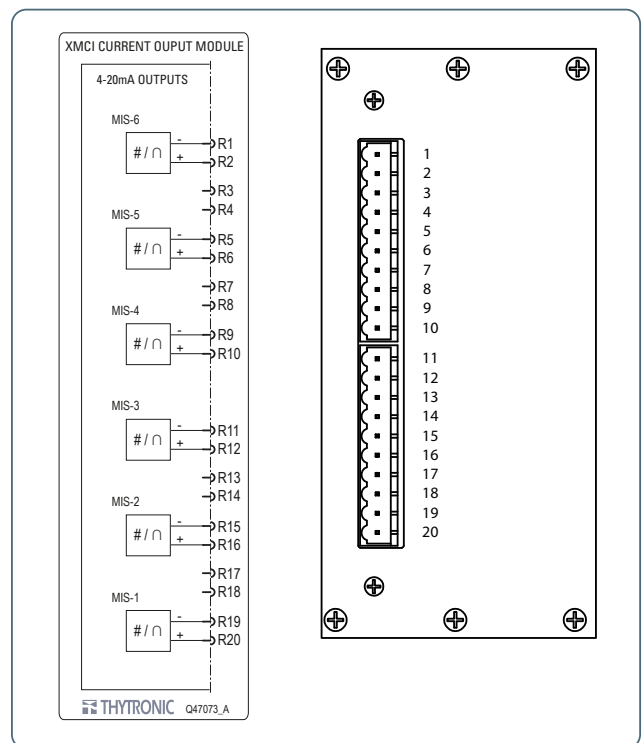 XMCI CURRENT OUPUT MODULE
4-20mA OUTPUTS
MIS-6
# / ∩
-
+
R1
R2
R3
R4
MIS-5
# / ∩
-
+
R5
R6
R7
R8
MIS-4
# / ∩
-
+
R9
R10
MIS-3
# / ∩
-
+
R11
R12
R13
R14
MIS-2
# / ∩
-
+
R15
R16
R17
R18
MIS-1
# / ∩
-
+
R19
R20
THYTRONIC Q47073_A
1
2
3
4
5
6
7
8
9
10
11
12
13
14
15
16
17
18
19
20